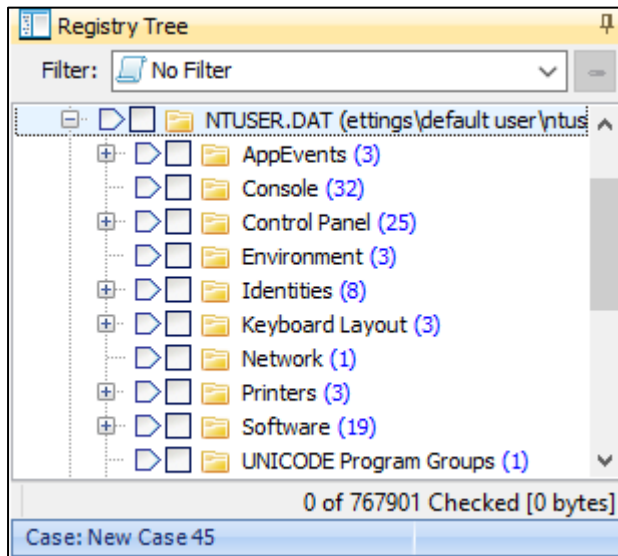 Registry Tree
Filter: No Filter
NTUSER.DAT (ettings\default user\ntus
AppEvents (3)
Console (32)
Control Panel (25)
Environment (3)
Identities (8)
Keyboard Layout (3)
Network (1)
Printers (3)
Software (19)
UNICODE Program Groups (1)
0 of 767901 Checked [0 bytes]
Case: New Case 45